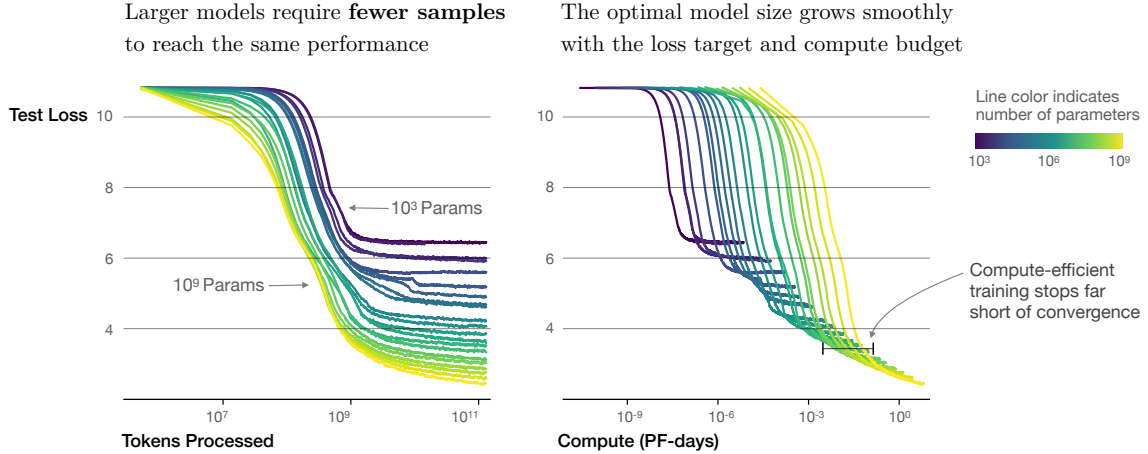 Larger models require fewer samples
to reach the same performance
The optimal model size grows smoothly
with the loss target and compute budget
Test Loss
10
8
6
4
10³ Params
10⁹ Params
10⁷
10⁹
10¹¹
Tokens Processed
10
8
6
4
10⁻⁹
10⁻⁶
10⁻³
10⁰
Compute (PF-days)
Line color indicates
number of parameters
10³
10⁶
10⁹
Compute-efficient
training stops far
short of convergence